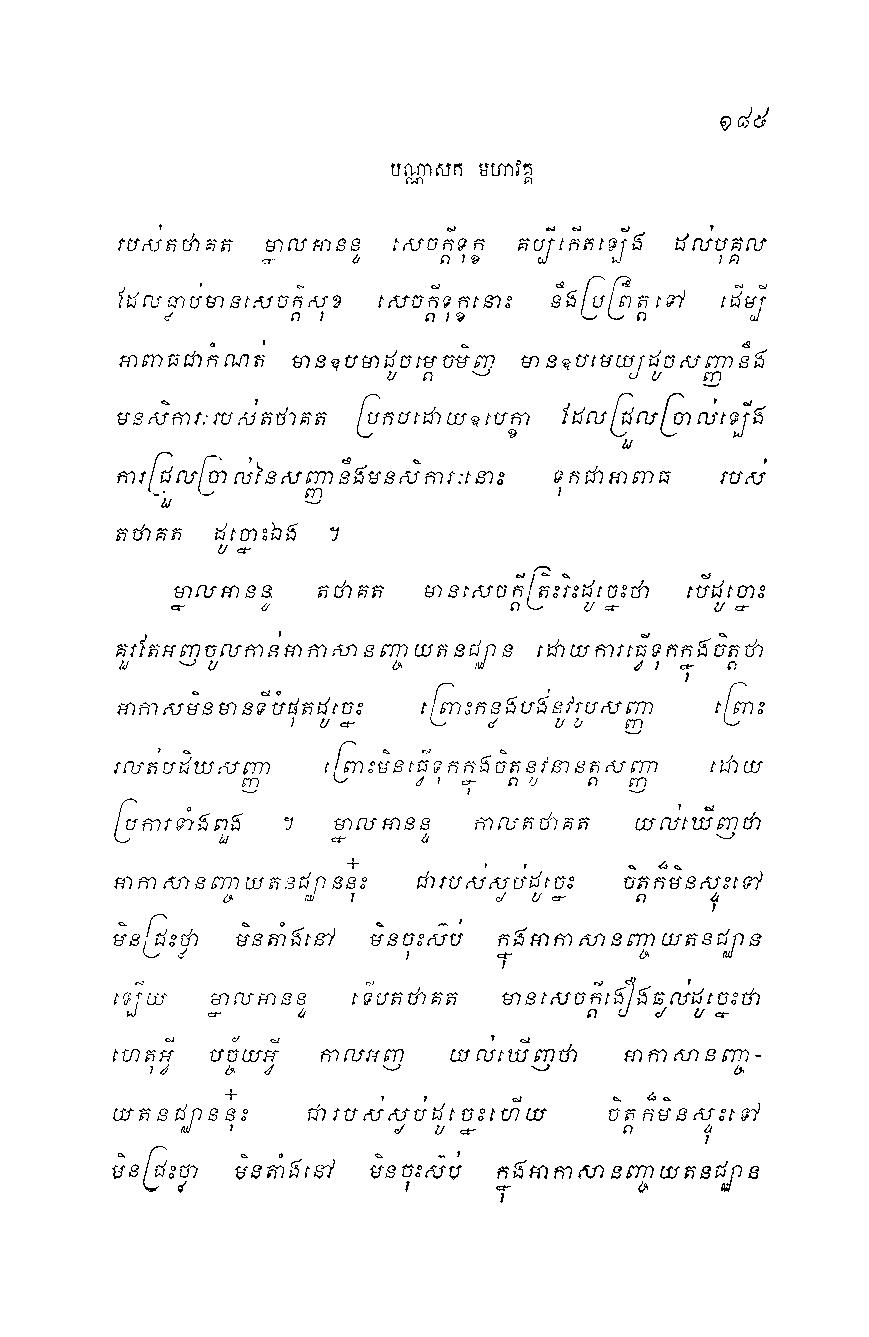 ១៨៥
បណ្ណាសត មហាវគ្គ
របស់តថាគត ម្នាលអានន្ទ សេចក្តីទុក្ខ គប្បីកើតឡើង ដល់បុគ្គល
ដែលធ្លាប់មានសេចក្តីសុខ សេចក្តីទុក្ខនោះ នឹងប្រព្រឹត្តទៅ ដើម្បី
អាពាធជាកំណត់ មានឧបមាដូចម្តេចមិញ មានឧបមេយ្យដូចសញ្ញានឹង
មនសិការៈរបស់តថាគត ប្រកបដោយឧបេក្ខា ដែលជ្រួលច្រាល់ឡើង
ការជ្រួលច្រាល់នៃសញ្ញានឹងមនសិការៈនោះ ទុកជាអាពាធ របស់
តថាគត ដូច្នោះឯង ។
ម្នាលអានន្ទ តថាគត មានសេចក្តីត្រិះរិះដូច្នេះថា បើដូច្នោះ
គួរតែអញចូលកាន់អាកាសានញ្ចាយតនជ្ឈាន ដោយការធ្វើទុកក្នុងចិត្តថា
អាកាសមិនមានទីបំផុតដូច្នេះ ព្រោះកន្លងបង់នូវរូបសញ្ញា ព្រោះ
រលត់បដិឃសញ្ញា ព្រោះមិនធ្វើទុកក្នុងចិត្តនូវនានត្តសញ្ញា ដោយ
ប្រការទាំងពួង ។ ម្នាលអានន្ទ កាលតថាគត យល់ឃើញថា
អាកាសានញ្ចាយតនជ្ឈាននុ៎ះ ជារបស់ស្ងប់ដូច្នេះ ចិត្តក៏មិនស្ទុះទៅ
មិនជ្រះថ្លា មិនតាំងនៅ មិនចុះស៊ប់ ក្នុងអាកាសានញ្ចាយតនជ្ឈាន
ឡើយ ម្នាលអានន្ទ ទើបតថាគត មានសេចក្តីងឿងឆ្ងល់ដូច្នេះថា
ហេតុអ្វី បច្ច័យអ្វី កាលអញ យល់ឃើញថា អាកាសានញ្ចា-
យតនជ្ឈាននុ៎ះ ជារបស់ស្ងប់ដូច្នេះហើយ ចិត្តក៏មិនស្ទុះទៅ
មិនជ្រះថ្លា មិនតាំងនៅ មិនចុះស៊ប់ ក្នុងអាកាសានញ្ចាយតនជ្ឈាន